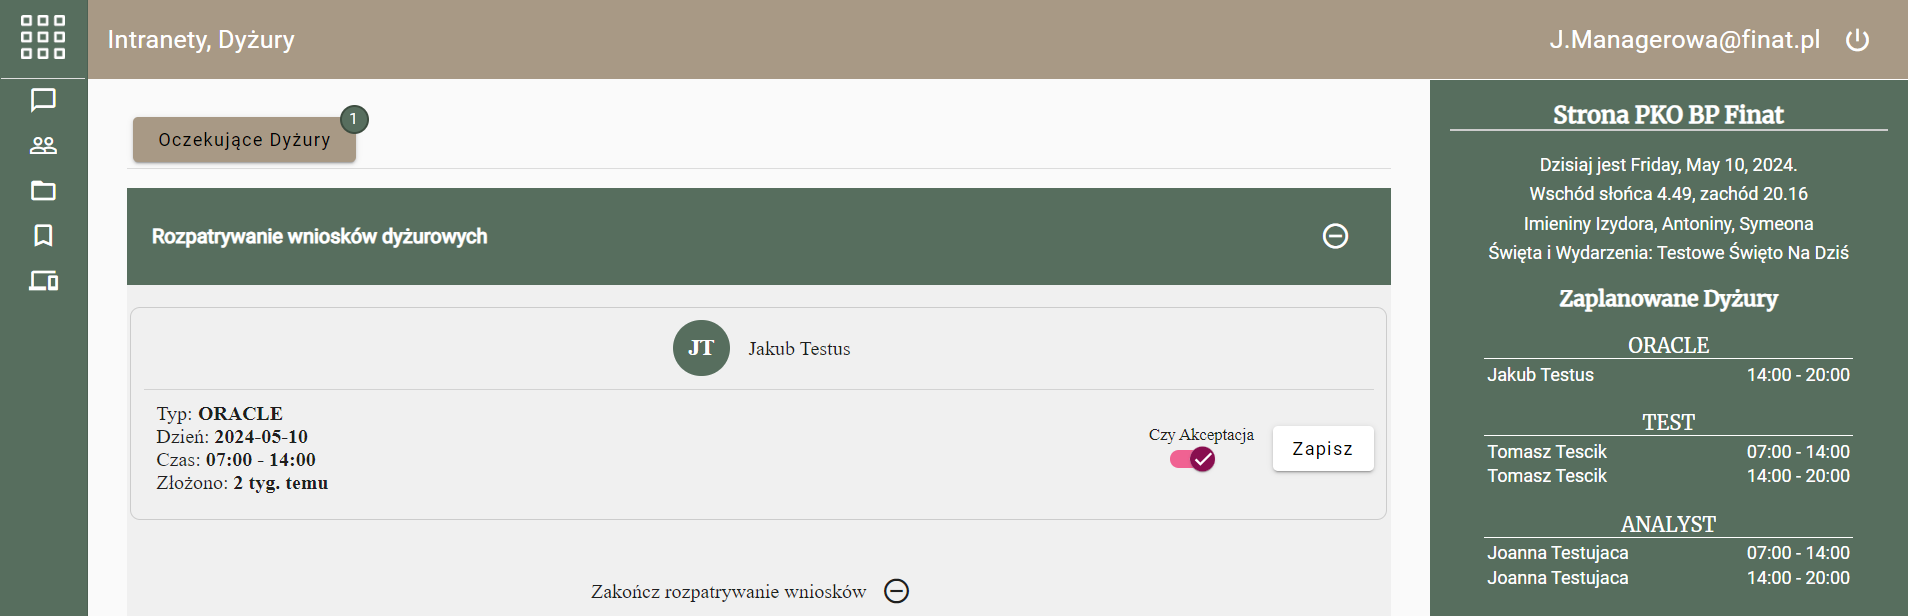 Intranety, Dyżury
J.Managerowa@finat.pl
Oczekujące Dyżury
1
Rozpatrywanie wniosków dyżurowych
JT
Jakub Testus
Typ: ORACLE
Dzień: 2024-05-10
Czas: 07:00 - 14:00
Złożono: 2 tyg. temu
Czy Akceptacja
Zapisz
Zakończ rozpatrywanie wniosków
Strona PKO BP Finat
Dzisiaj jest Friday, May 10, 2024.
Wschód słońca 4.49, zachód 20.16
Imieniny Izydora, Antoniny, Symeona
Święta i Wydarzenia: Testowe Święto Na Dziś
Zaplanowane Dyżury
ORACLE
Jakub Testus 14:00 - 20:00
TEST
Tomasz Tescik 07:00 - 14:00
Tomasz Tescik 14:00 - 20:00
ANALYST
Joanna Testujaca 07:00 - 14:00
Joanna Testujaca 14:00 - 20:00